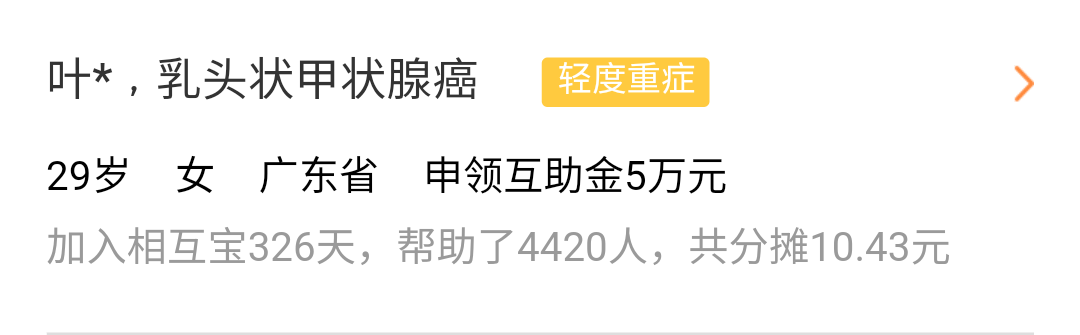 叶*，乳头状甲状腺癌 轻度重症
29岁 女 广东省 申领互助金5万元
加入相互宝326天，帮助了4420人，共分摊10.43元